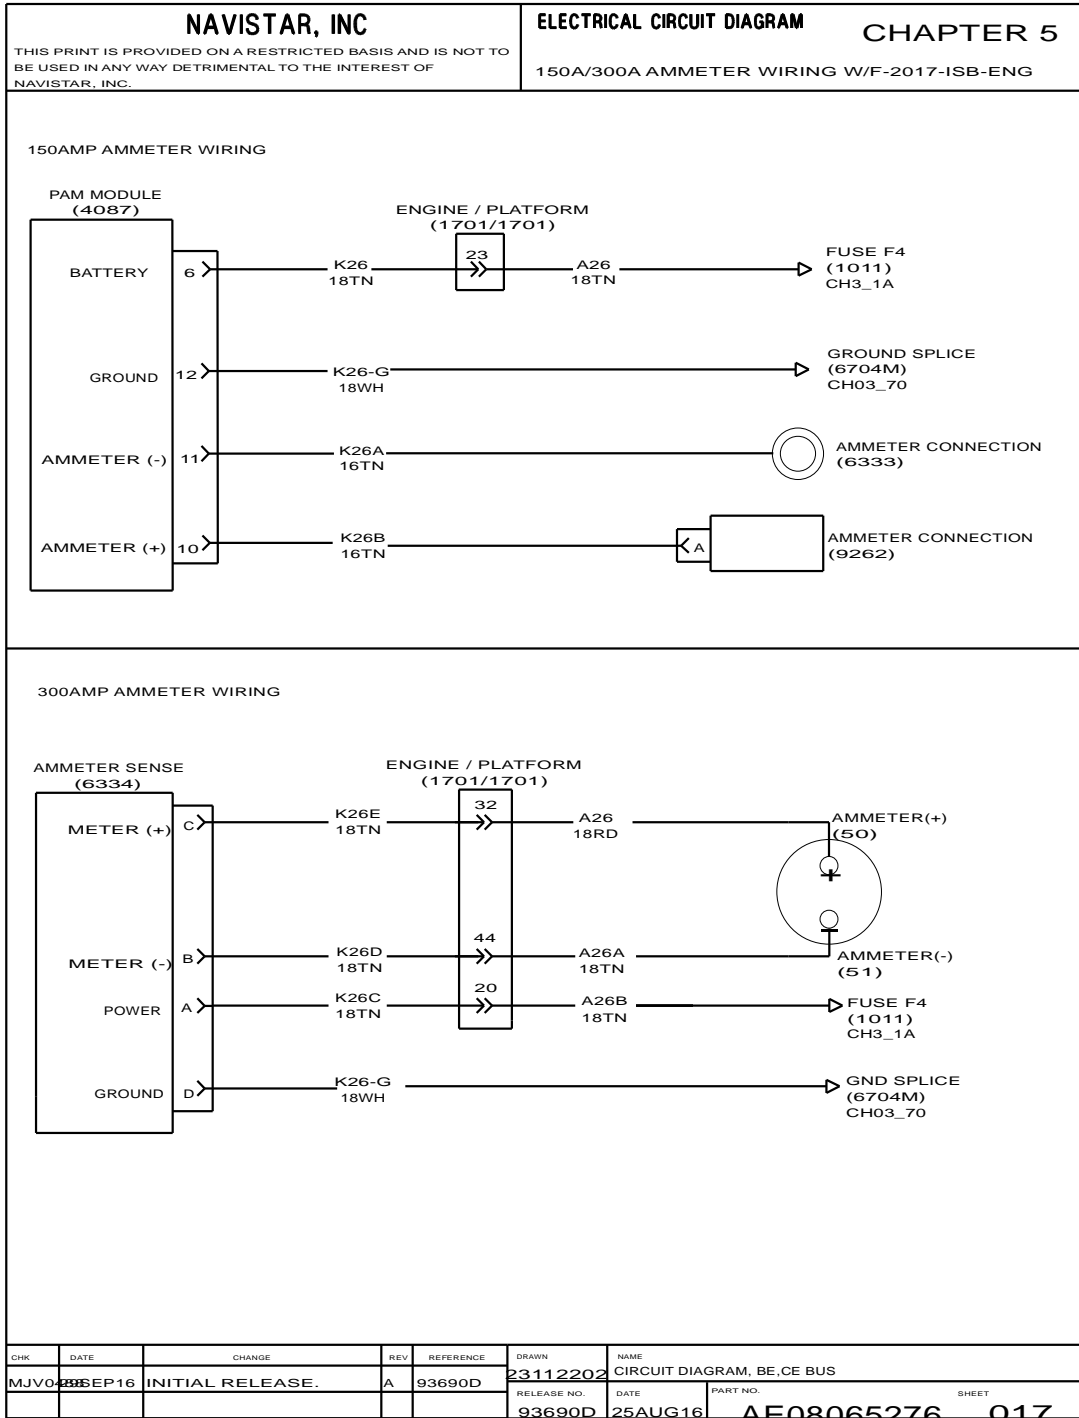 NAVISTAR, INC
THIS PRINT IS PROVIDED ON A RESTRICTED BASIS AND IS NOT TO
BE USED IN ANY WAY DETRIMENTAL TO THE INTEREST OF
NAVISTAR, INC.
ELECTRICAL CIRCUIT DIAGRAM
CHAPTER 5
150A/300A AMMETER WIRING W/F-2017-ISB-ENG
150AMP AMMETER WIRING
PAM MODULE
(4087)
ENGINE / PLATFORM
(1701/1701)
BATTERY
6
K26
18TN
23
A26
18TN
FUSE F4
(1011)
CH3_1A
GROUND
12
K26-G
18WH
GROUND SPLICE
(6704M)
CH03_70
AMMETER (-)
11
K26A
16TN
AMMETER CONNECTION
(6333)
AMMETER (+)
10
K26B
16TN
A
AMMETER CONNECTION
(9262)
300AMP AMMETER WIRING
AMMETER SENSE
(6334)
ENGINE / PLATFORM
(1701/1701)
METER (+)
C
K26E
18TN
32
A26
18RD
AMMETER(+)
(50)
METER (-)
B
K26D
18TN
44
A26A
18TN
AMMETER(-)
(51)
POWER
A
K26C
18TN
20
A26B
18TN
FUSE F4
(1011)
CH3_1A
GROUND
D
K26-G
18WH
GND SPLICE
(6704M)
CH03_70
CHK DATE CHANGE REV REFERENCE
SEP16 INITIAL RELEASE. A 93690D
DRAWN
23112202
NAME
CIRCUIT DIAGRAM, BE,CE BUS
RELEASE NO.
93690D
DATE
25AUG16
PART NO.
AE08065276
SHEET
017